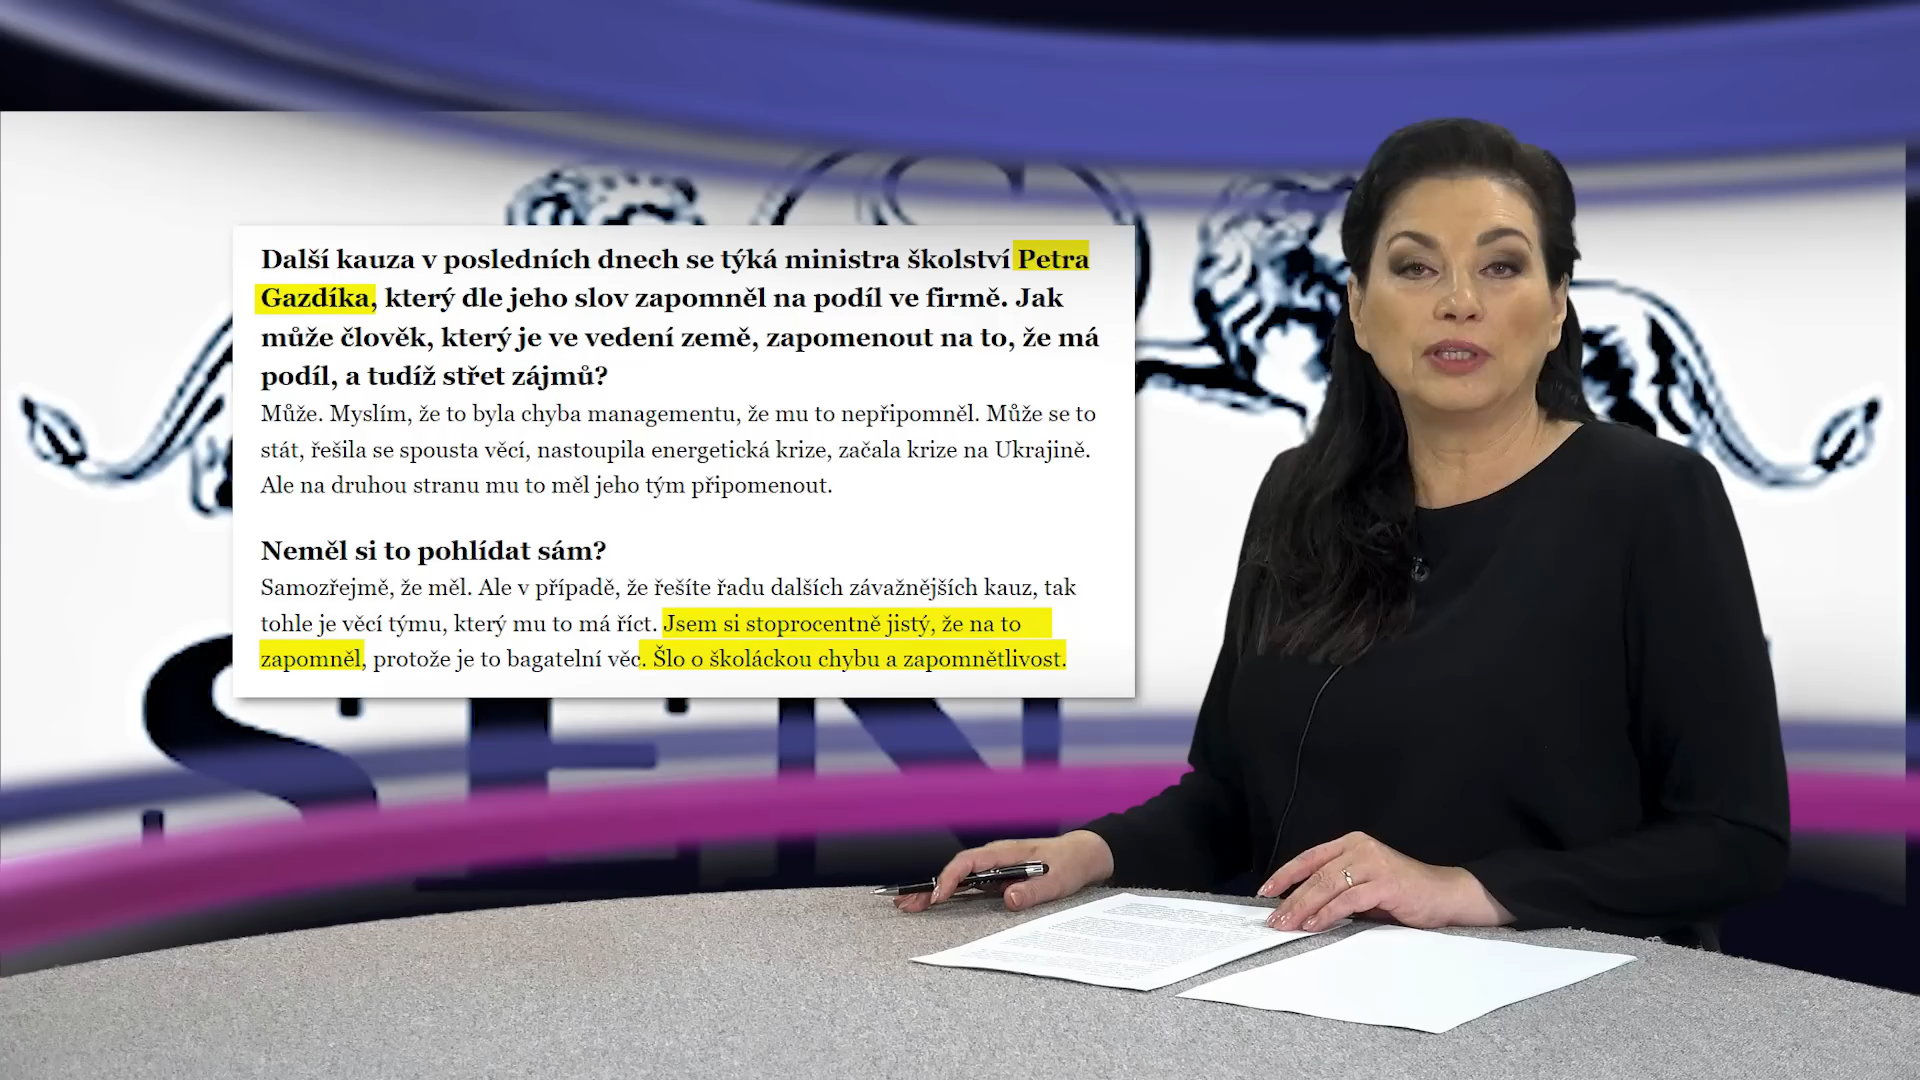 Další kauza v posledních dnech se týká ministra školství Petra
Gazdíka, který dle jeho slov zapomněl na podíl ve firmě. Jak
může člověk, který je ve vedení země, zapomenout na to, že má
podíl, a tudíž střet zájmů?
Může. Myslím, že to byla chyba managementu, že mu to nepřipomněl. Může se to
stát, řešila se spousta věcí, nastoupila energetická krize, začala krize na Ukrajině.
Ale na druhou stranu mu to měl jeho tým připomenout.
Neměl si to pohlídat sám?
Samozřejmě, že měl. Ale v případě, že řešíte řadu dalších závažnějších kauz, tak
tohle je věcí týmu, který mu to má říct. Jsem si stoprocentně jistý, že na to
zapomněl, protože je to bagatelní věc. Šlo o školáckou chybu a zapomnětlivost.